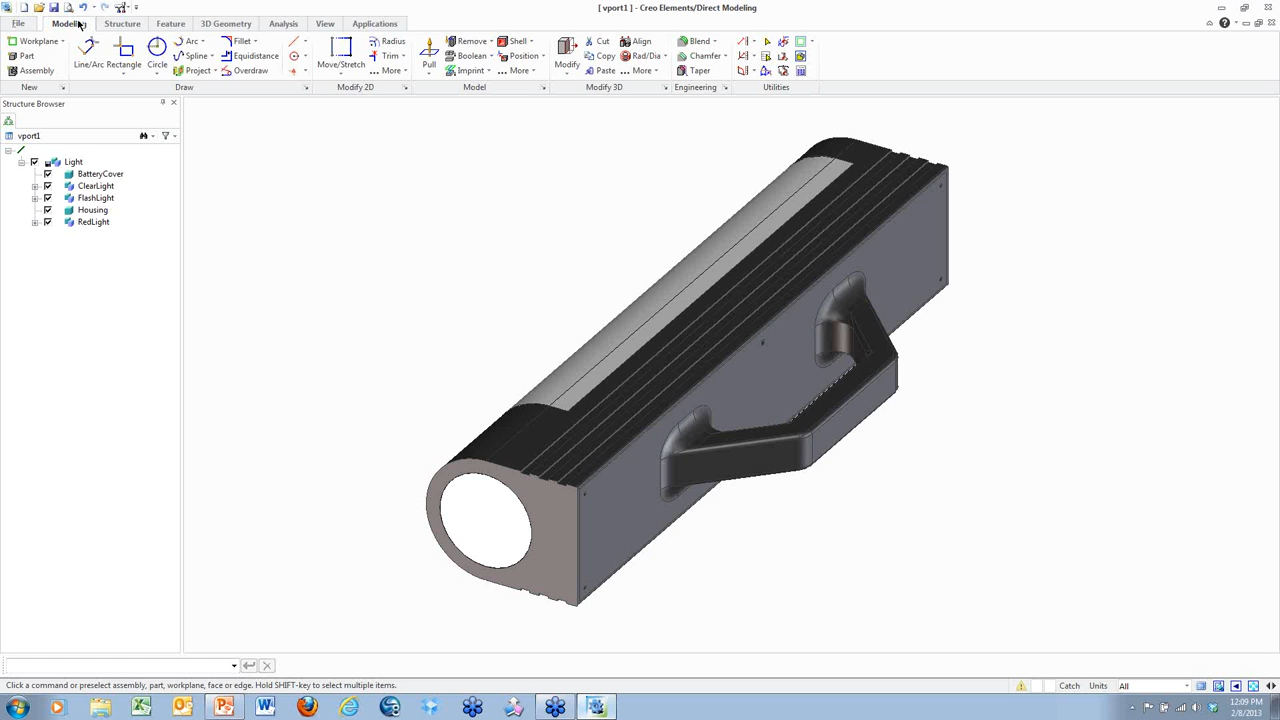 [ vport1 ] - Creo Elements/Direct Modeling
File Modeling Structure Feature 3D Geometry Analysis View Applications
Workplane Arc Fillet Radius Remove Shell Cut Align Blend
Part Spline Equidistance Trim Boolean Position Copy Rad/Dia Chamfer
Line/Arc Rectangle Circle Move/Stretch Pull Modify
Assembly Project Overdraw More Imprint More Paste More Taper
New Draw Modify 2D Model Modify 3D Engineering Utilities
Structure Browser
vport1
Light
BatteryCover
ClearLight
FlashLight
Housing
RedLight
Click a command or preselect assembly, part, workplane, face or edge. Hold SHIFT-key to select multiple items.
Catch Units All
12:09 PM
2/8/2013